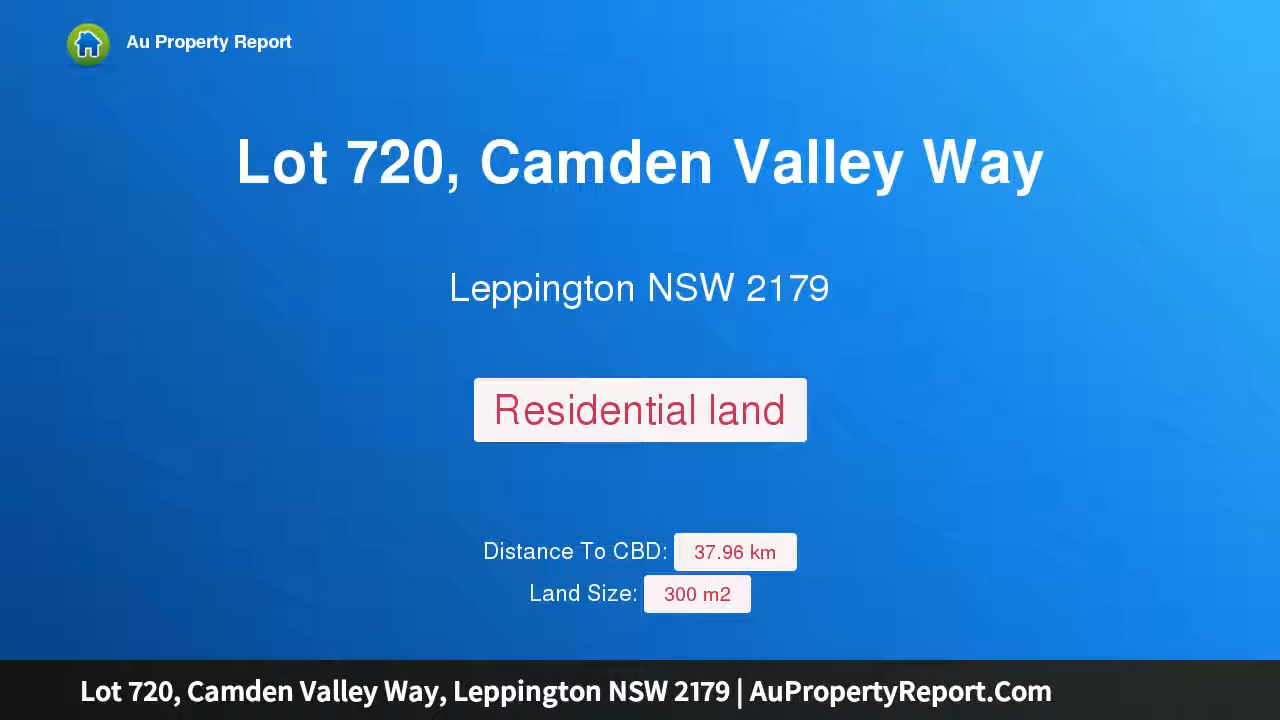 Au Property Report
Lot 720, Camden Valley Way
Leppington NSW 2179
Residential land
Distance To CBD: 37.96 km
Land Size: 300 m2
Lot 720, Camden Valley Way, Leppington NSW 2179 | AuPropertyReport.Com